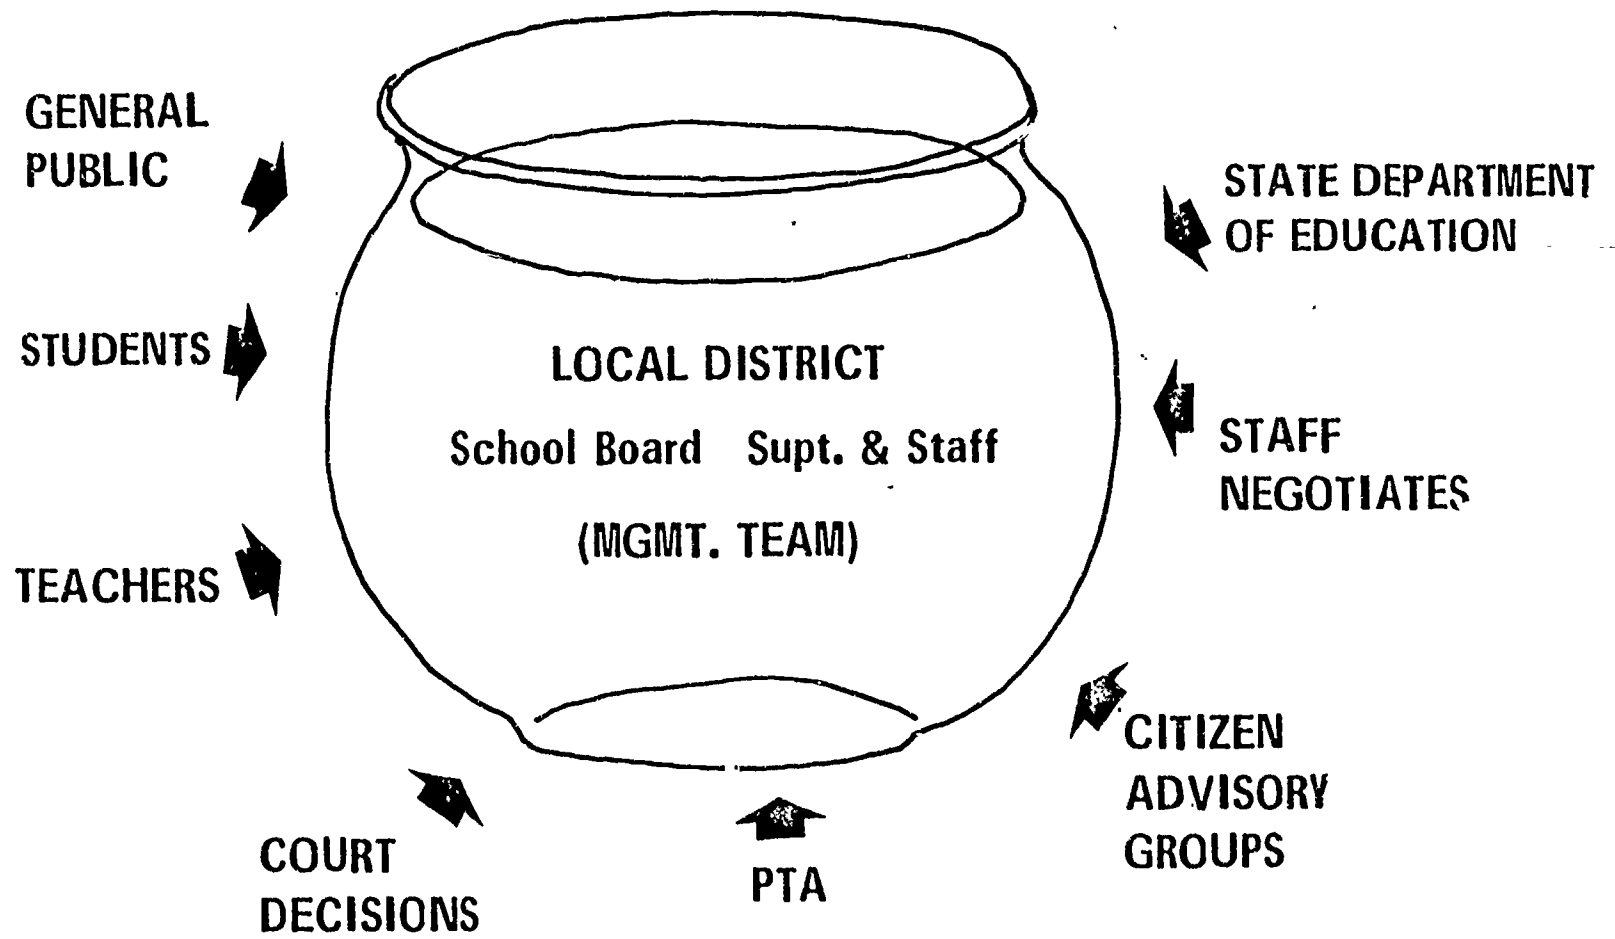 GENERAL
PUBLIC
STATE DEPARTMENT
OF EDUCATION
STUDENTS
LOCAL DISTRICT
School Board Supt. & Staff
(MGMT. TEAM)
STAFF
NEGOTIATES
TEACHERS
CITIZEN
ADVISORY
GROUPS
COURT
DECISIONS
PTA